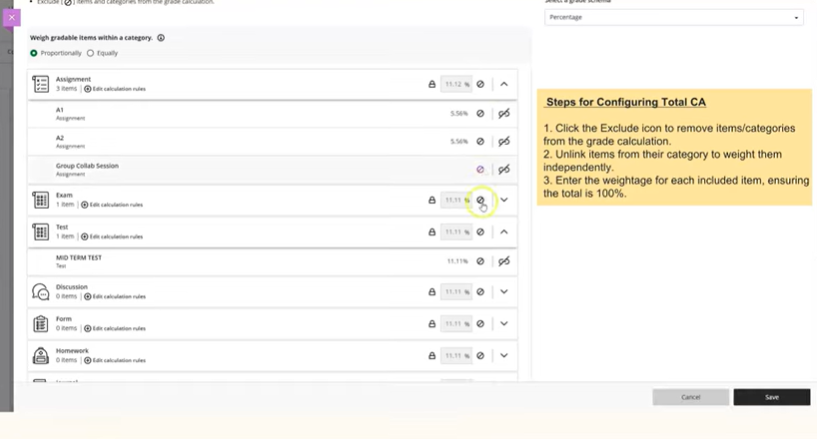 Exclude [ ] items and categories from the grade calculation.
Select a grade schema
Percentage
Weigh gradable items within a category.
Proportionally
Equally
Assignment
3 items | Edit calculation rules
11.12 %
A1
Assignment
5.56%
A2
Assignment
5.56%
Group Collab Session
Assignment
Exam
1 item | Edit calculation rules
11.11 %
Test
1 item | Edit calculation rules
11.11 %
MID TERM TEST
Test
11.11%
Discussion
0 items | Edit calculation rules
11.11 %
Form
0 items | Edit calculation rules
11.11 %
Homework
0 items | Edit calculation rules
11.11 %
Steps for Configuring Total CA
1. Click the Exclude icon to remove items/categories
from the grade calculation.
2. Unlink items from their category to weight them
independently.
3. Enter the weightage for each included item, ensuring
the total is 100%.
Cancel
Save